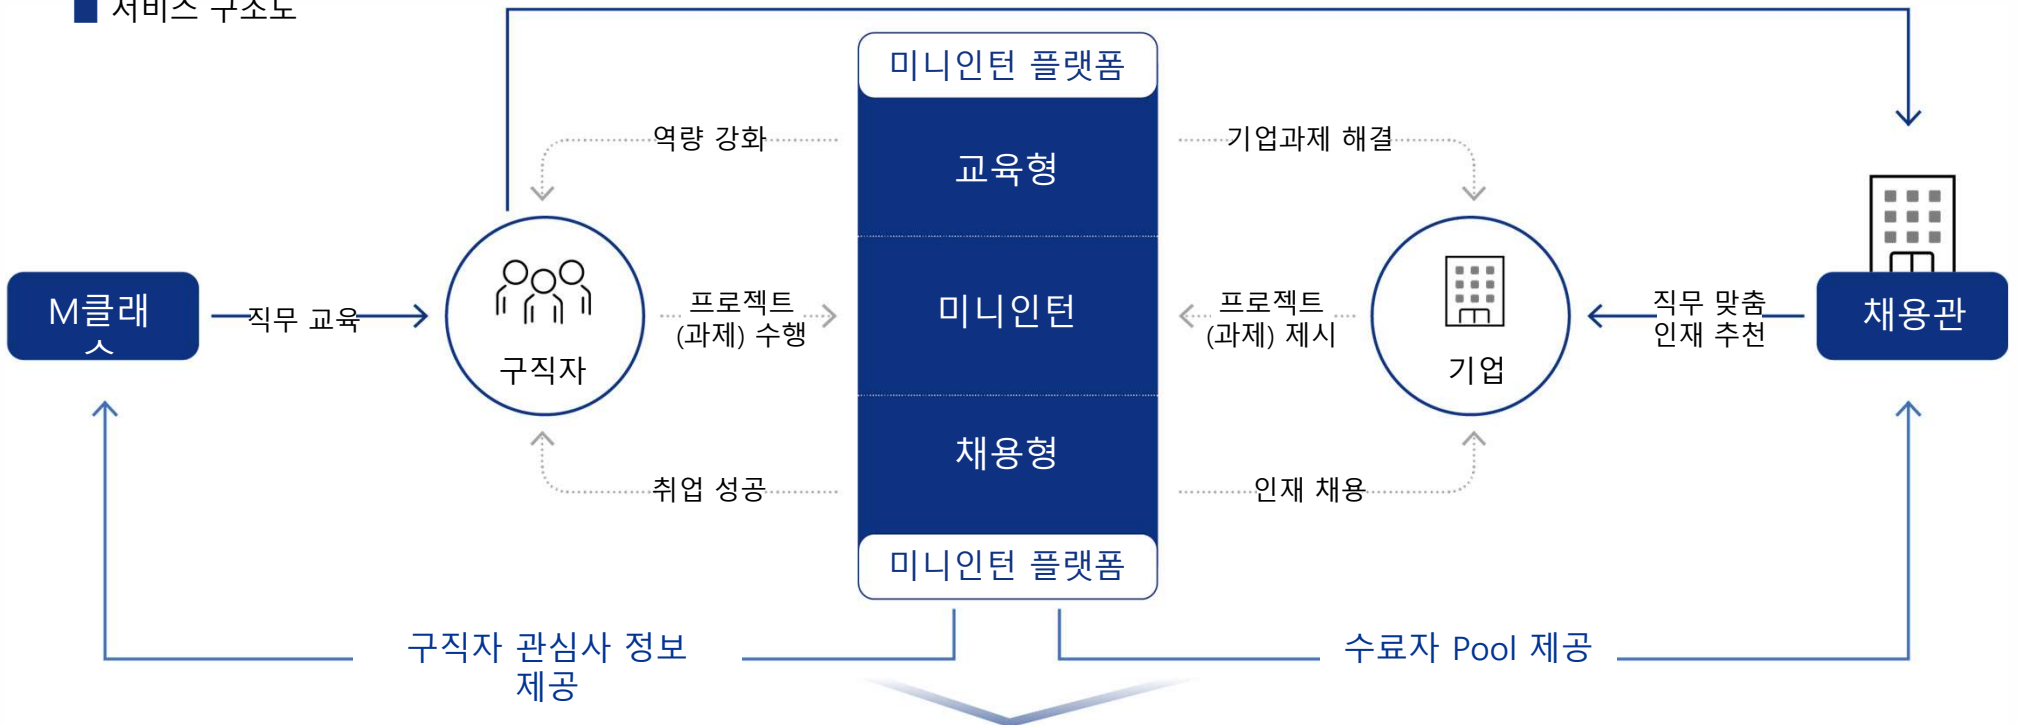 서비스 구조도
미니인턴 플랫폼
역량 강화
기업과제 해결
교육형
M클래
스
직무 교육
구직자
프로젝트
(과제) 수행
미니인턴
프로젝트
(과제) 제시
기업
직무 맞춤
인재 추천
채용관
채용형
취업 성공
인재 채용
미니인턴 플랫폼
구직자 관심사 정보
제공
수료자 Pool 제공